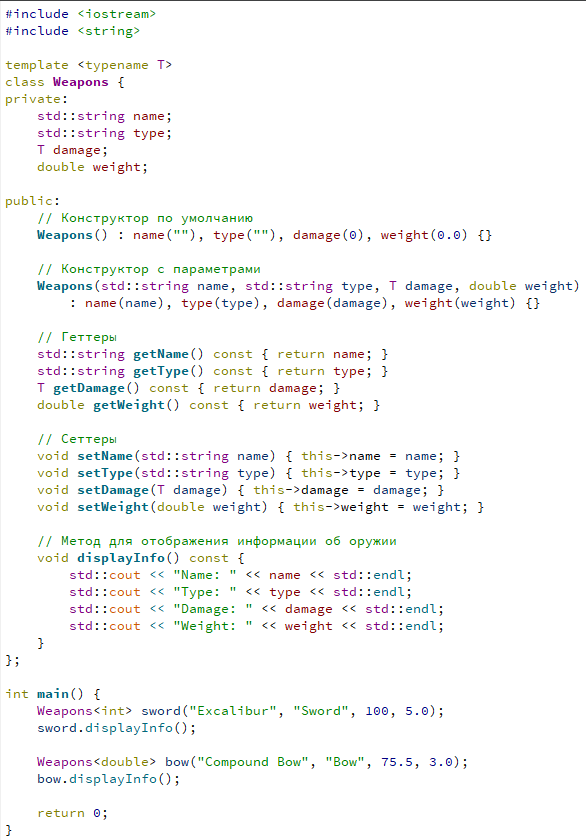 #include <iostream>
#include <string>

template <typename T>
class Weapons {
private:
    std::string name;
    std::string type;
    T damage;
    double weight;

public:
    // Конструктор по умолчанию
    Weapons() : name(""), type(""), damage(0), weight(0.0) {}

    // Конструктор с параметрами
    Weapons(std::string name, std::string type, T damage, double weight)
        : name(name), type(type), damage(damage), weight(weight) {}

    // Геттеры
    std::string getName() const { return name; }
    std::string getType() const { return type; }
    T getDamage() const { return damage; }
    double getWeight() const { return weight; }

    // Сеттеры
    void setName(std::string name) { this->name = name; }
    void setType(std::string type) { this->type = type; }
    void setDamage(T damage) { this->damage = damage; }
    void setWeight(double weight) { this->weight = weight; }

    // Метод для отображения информации об оружии
    void displayInfo() const {
        std::cout << "Name: " << name << std::endl;
        std::cout << "Type: " << type << std::endl;
        std::cout << "Damage: " << damage << std::endl;
        std::cout << "Weight: " << weight << std::endl;
    }
};

int main() {
    Weapons<int> sword("Excalibur", "Sword", 100, 5.0);
    sword.displayInfo();

    Weapons<double> bow("Compound Bow", "Bow", 75.5, 3.0);
    bow.displayInfo();

    return 0;
}